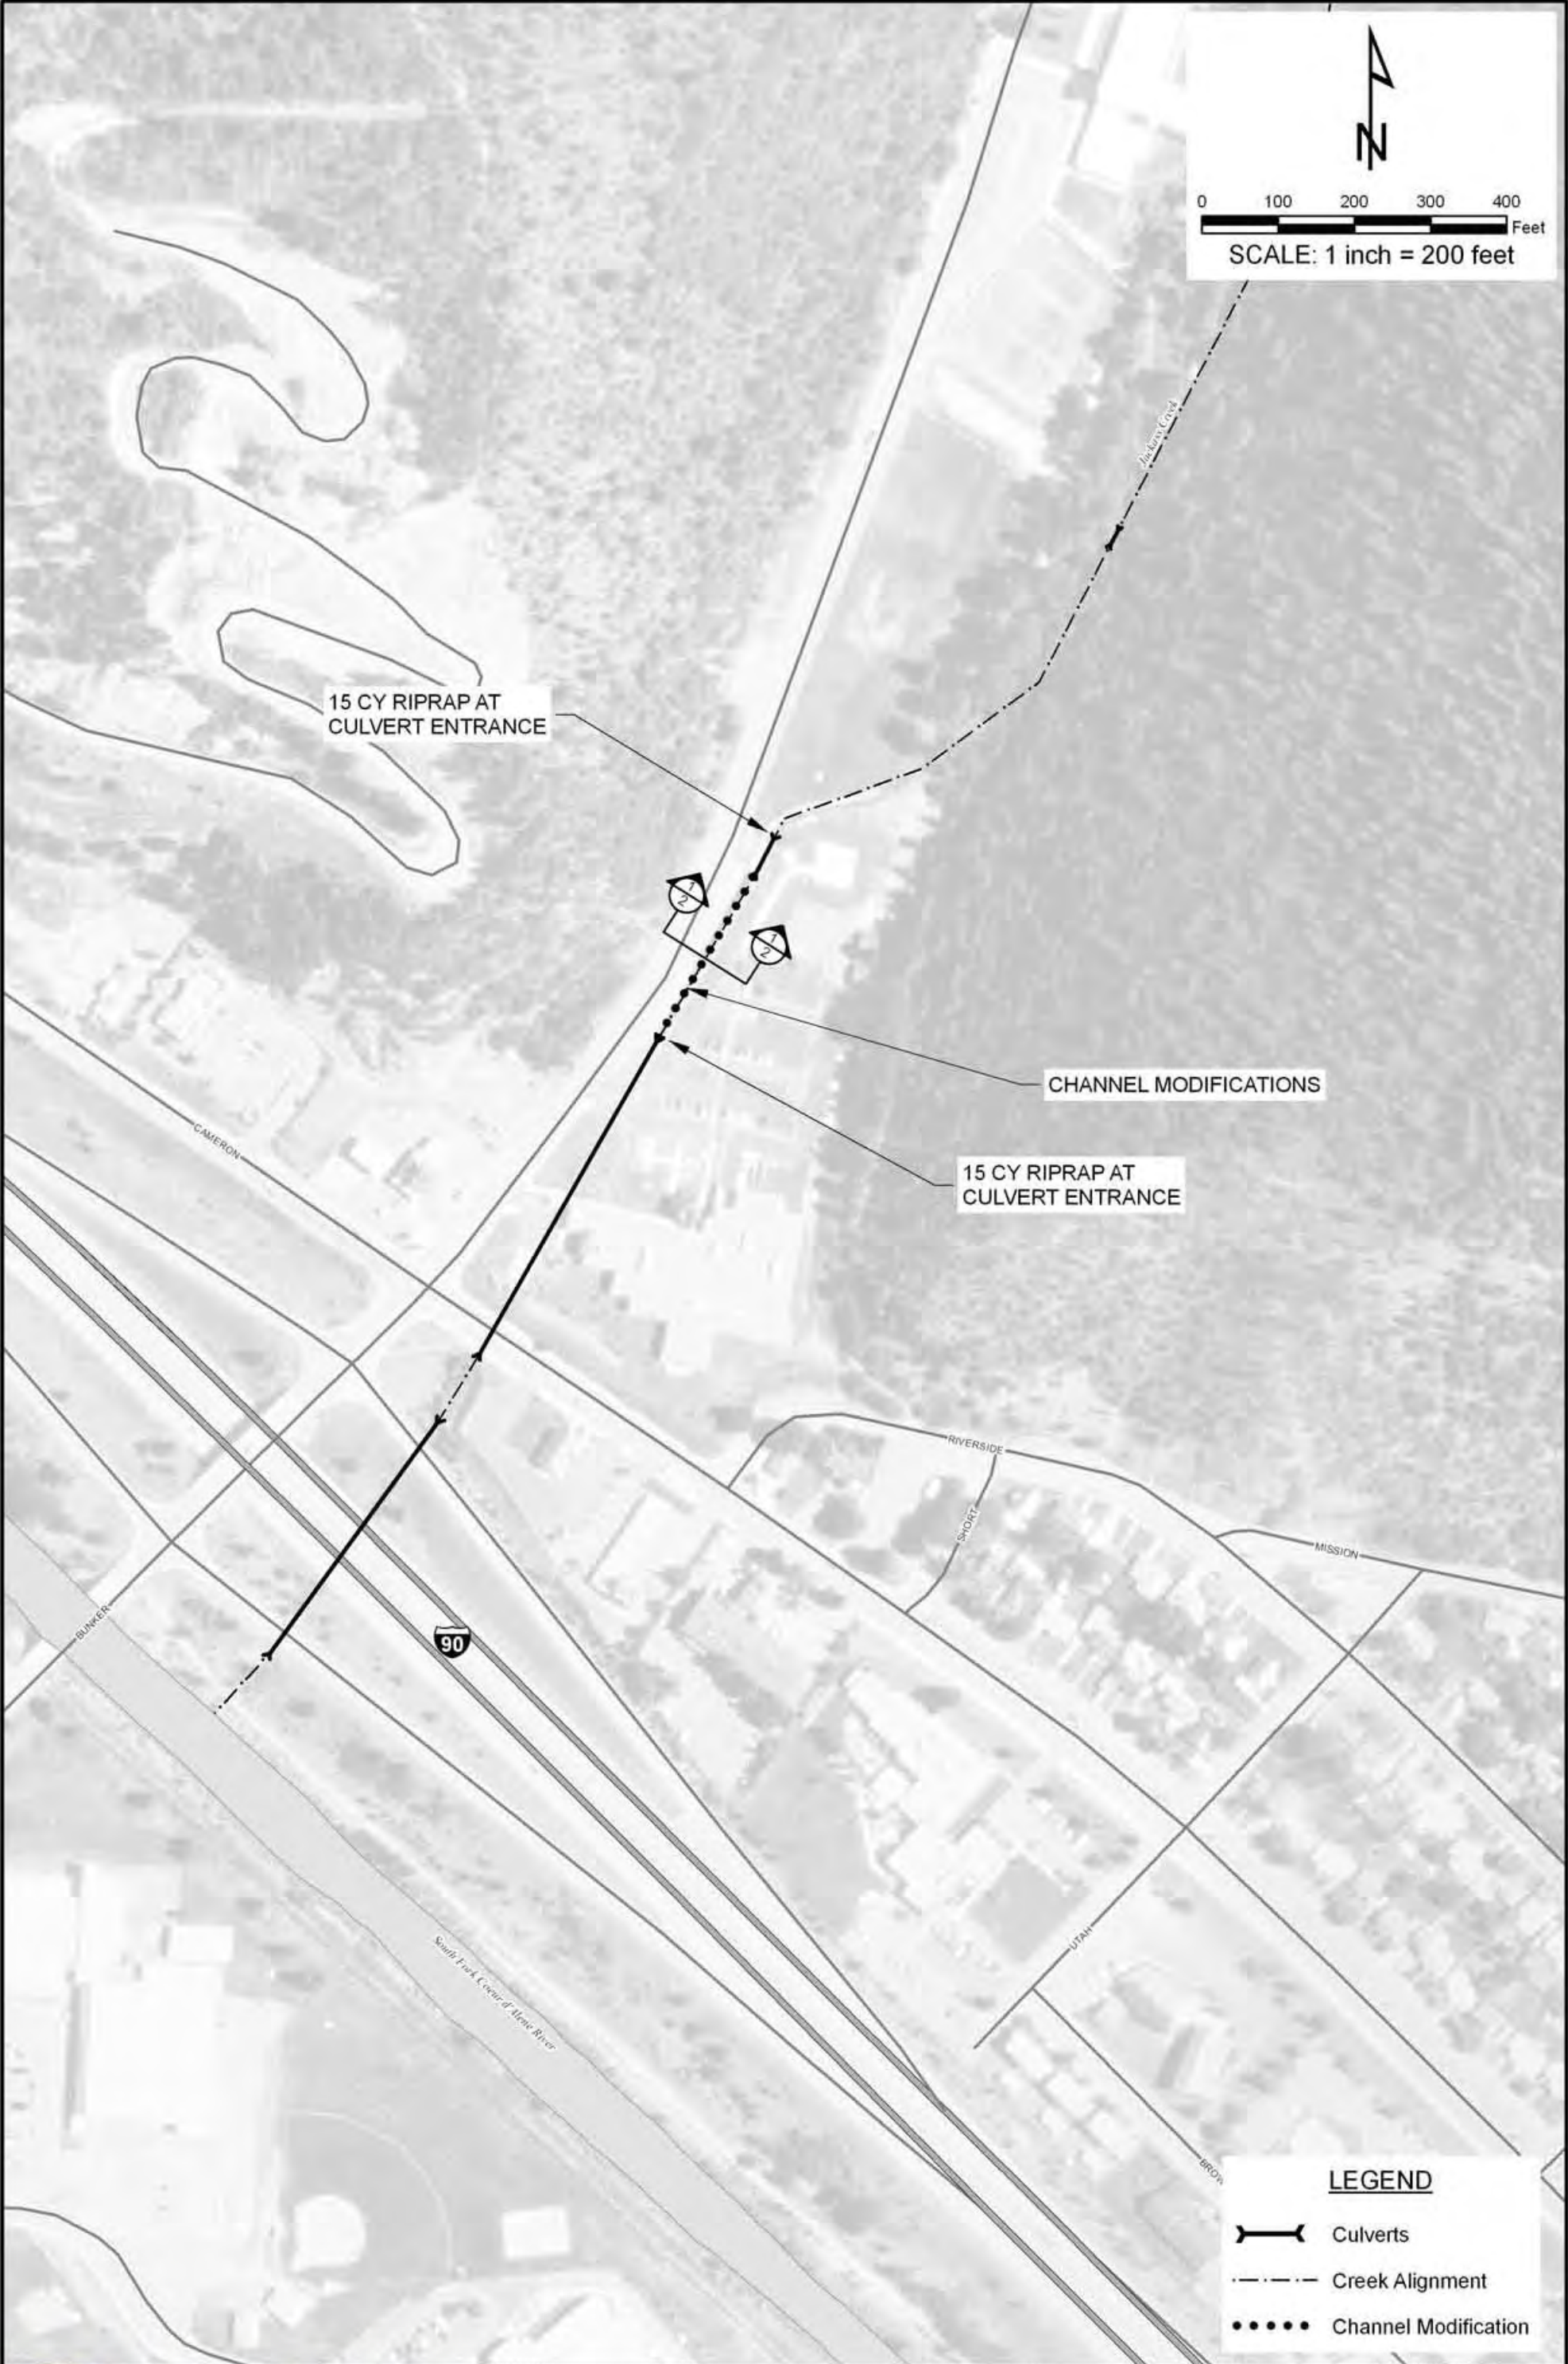 N
0 100 200 300 400
Feet
SCALE: 1 inch = 200 feet
Jackass Creek
15 CY RIPRAP AT
CULVERT ENTRANCE
1
2
1
2
CHANNEL MODIFICATIONS
CAMERON
15 CY RIPRAP AT
CULVERT ENTRANCE
RIVERSIDE
SHORT
MISSION
BUNKER
90
UTAH
South Fork Coeur d'Alene River
BROW
LEGEND
Culverts
Creek Alignment
Channel Modification